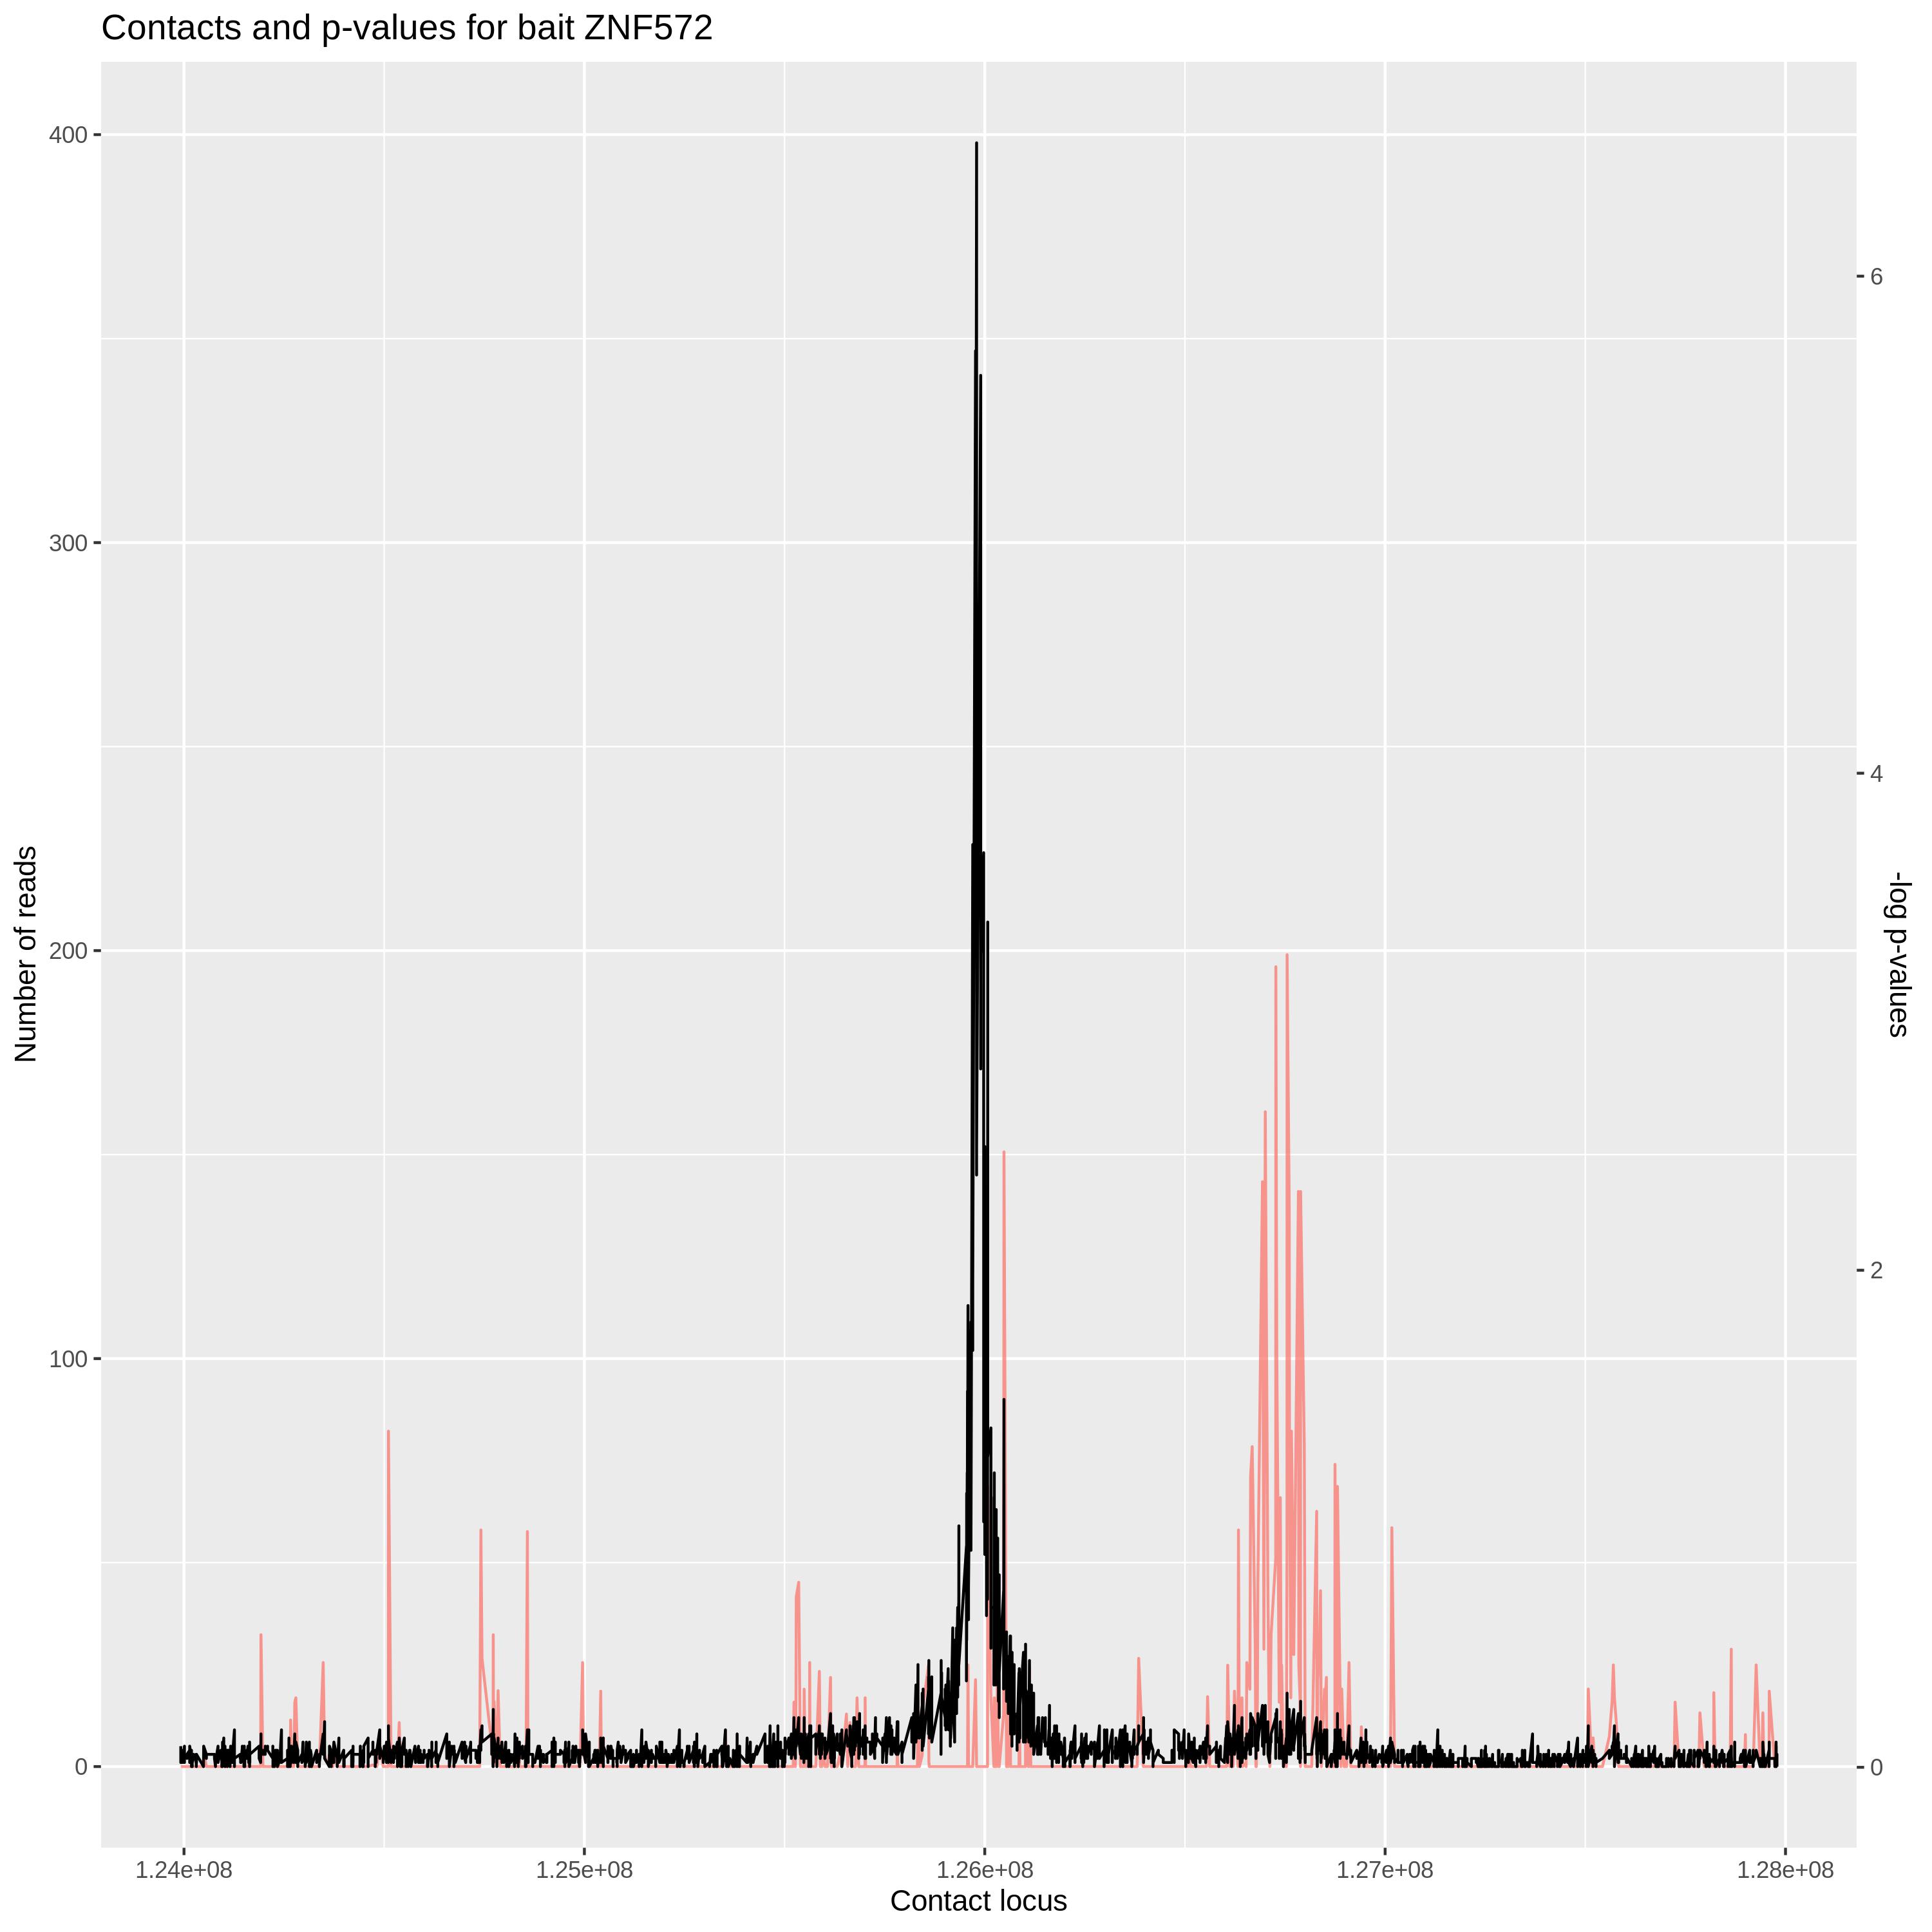 Contacts and p-values for bait ZNF572
400
300
200
100
0
Number of reads
6
4
2
0
-log p-values
1.24e+08
1.25e+08
1.26e+08
1.27e+08
1.28e+08
Contact locus